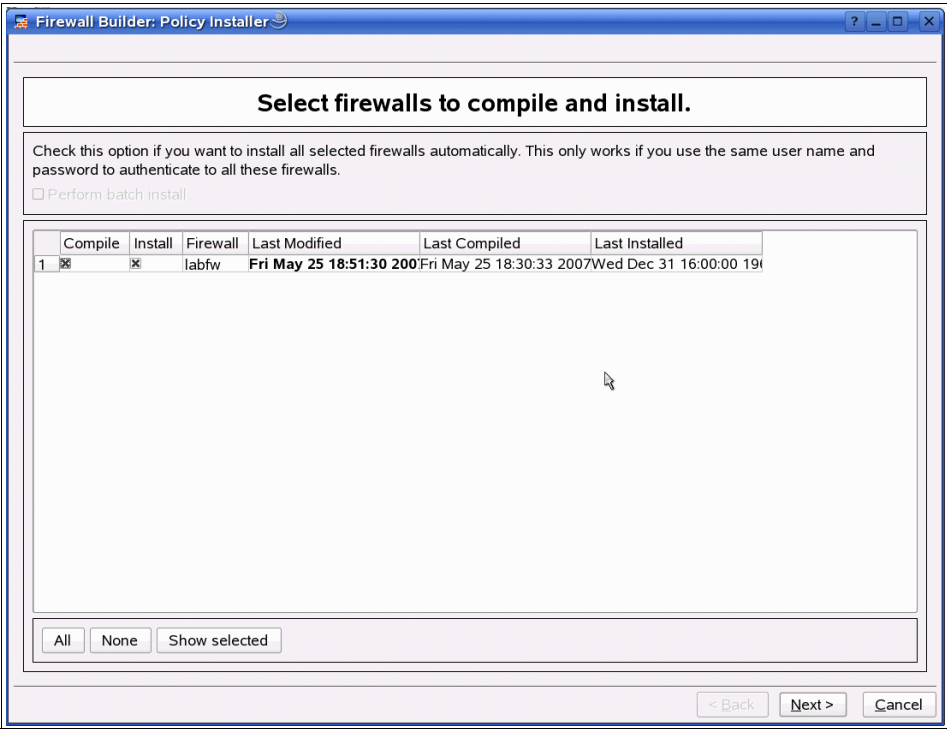 Firewall Builder: Policy Installer
Select firewalls to compile and install.
Check this option if you want to install all selected firewalls automatically. This only works if you use the same user name and
password to authenticate to all these firewalls.
Perform batch install
Compile Install Firewall Last Modified Last Compiled Last Installed
1 labfw Fri May 25 18:51:30 200 Fri May 25 18:30:33 2007 Wed Dec 31 16:00:00 19
All None Show selected
< Back Next > Cancel